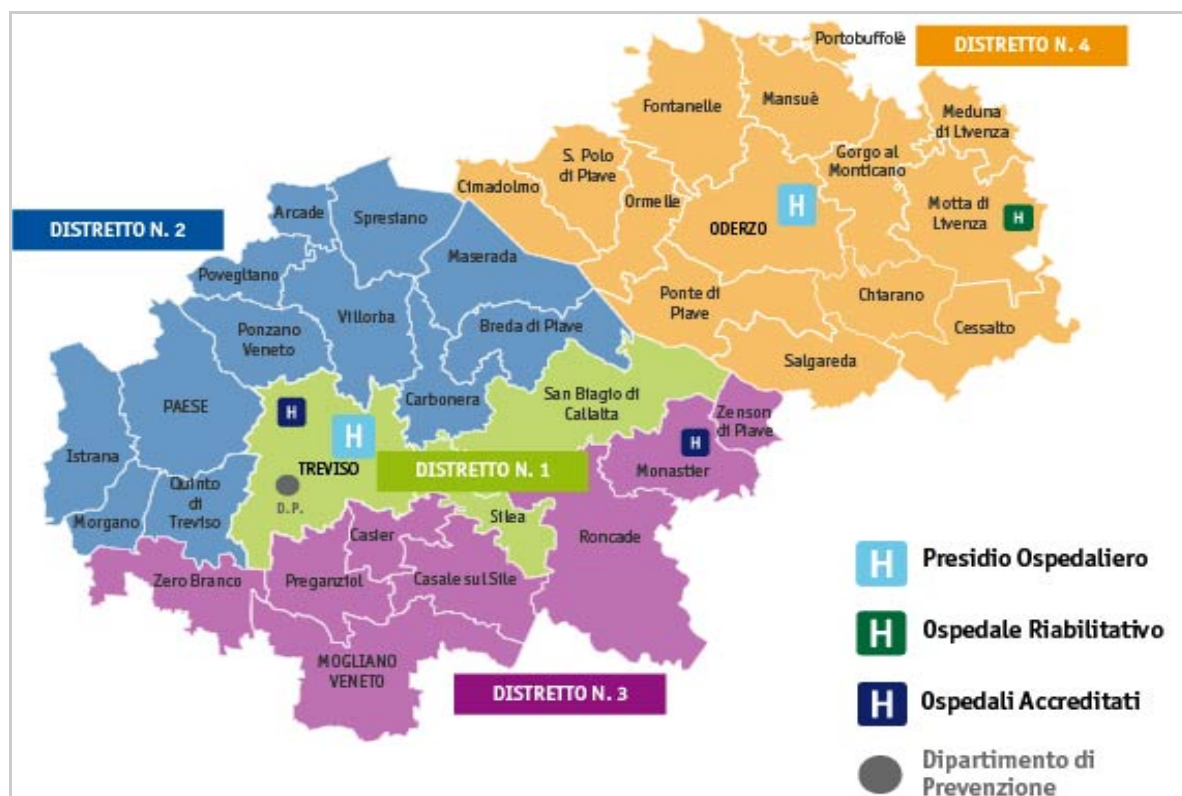 Portobuffolè
DISTRETTO N. 4
Fontanelle
Mansuè
Meduna
di Livenza
S. Polo
di Piave
Gorgo al
Monticano
Cimadolmo
Ormelle
ODERZO
H
Motta di
Livenza
H
Arcade
Spresiano
DISTRETTO N. 2
Maserada
Povegliano
Ponte di
Piave
Chiarano
Villorba
Ponzano
Veneto
Breda di Piave
Cessalto
Salgareda
San Biagio di
Callalta
Carbonera
PAESE
H
H
Zenson
di Piave
H
Monastier
Istrana
TREVISO
DISTRETTO N. 1
D.P.
Quinto
di
Treviso
Morgano
Silea
Casier
Roncade
Zero Branco
Preganziol
Casale sul Sile
MOGLIANO
VENETO
DISTRETTO N. 3
H Presidio Ospedaliero
H Ospedale Riabilitativo
H Ospedali Accreditati
Dipartimento di
Prevenzione